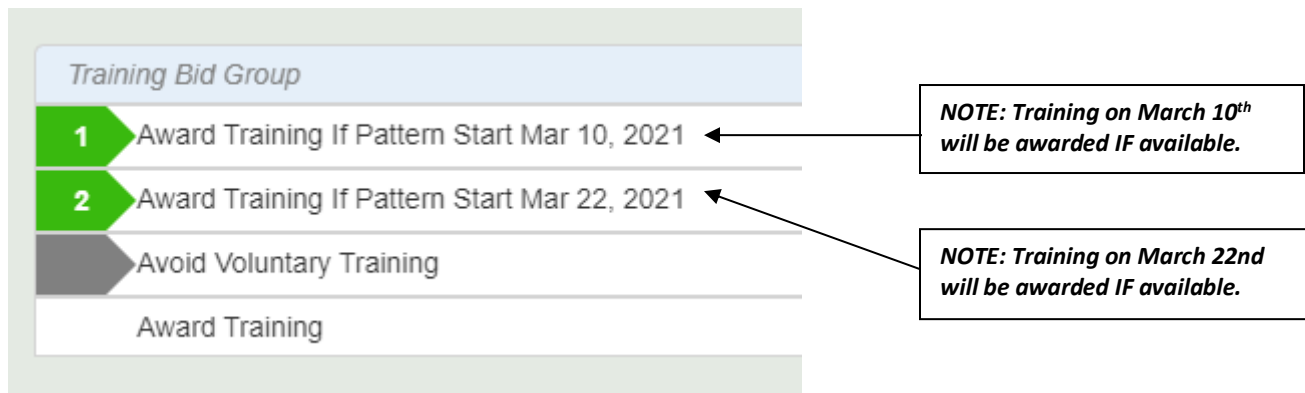 Training Bid Group
1 Award Training If Pattern Start Mar 10, 2021
NOTE: Training on March 10th
will be awarded IF available.
2 Award Training If Pattern Start Mar 22, 2021
Avoid Voluntary Training
NOTE: Training on March 22nd
will be awarded IF available.
Award Training